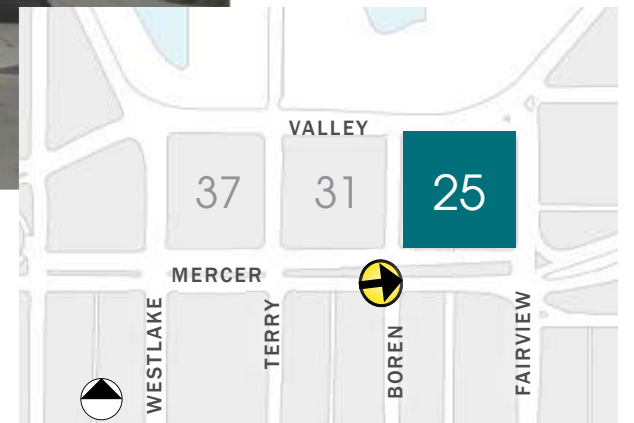 VALLEY
37
31
25
MERCER
WESTLAKE
TERRY
BOREN
FAIRVIEW